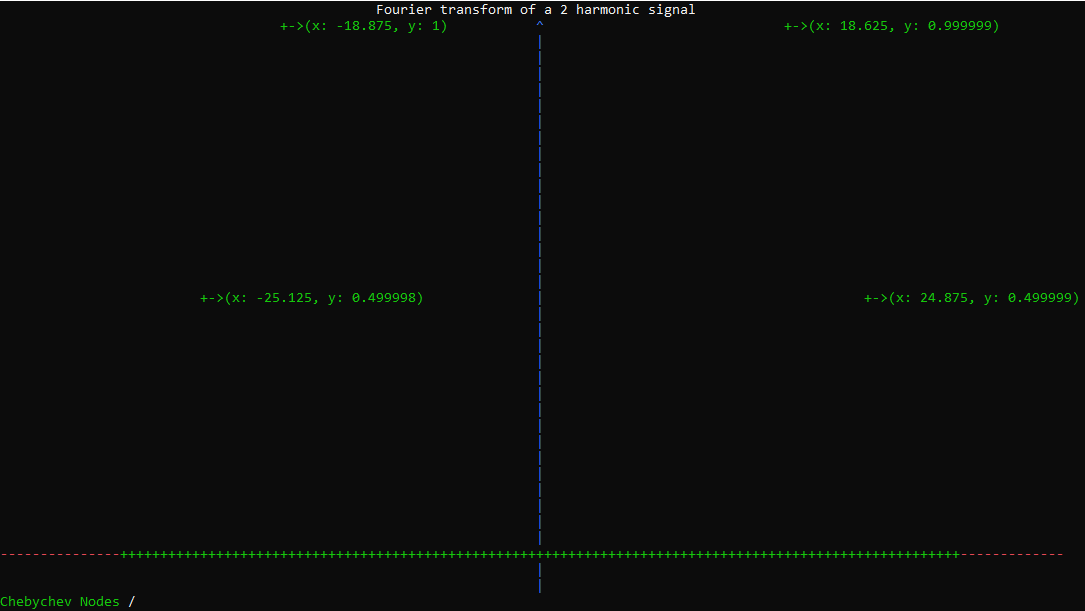 Fourier transform of a 2 harmonic signal
+->(x: -18.875, y: 1) ^ +->(x: 18.625, y: 0.999999)
+->(x: -25.125, y: 0.499998) +->(x: 24.875, y: 0.499999)
Chebychev Nodes /